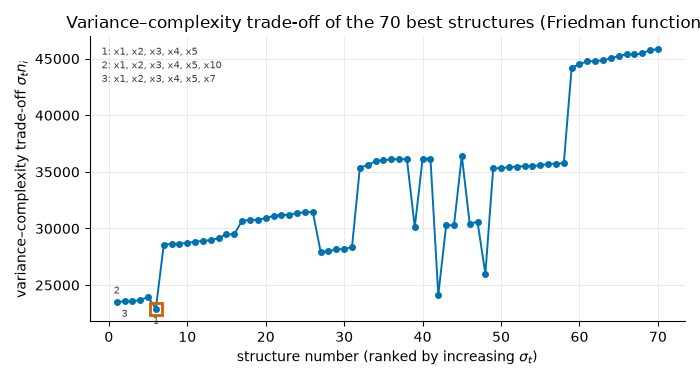 Variance–complexity trade-off of the 70 best structures (Friedman function
1: x1, x2, x3, x4, x5
2: x1, x2, x3, x4, x5, x10
3: x1, x2, x3, x4, x5, x7
variance–complexity trade-off σₜnᵢ
45000
40000
35000
30000
25000
2
3
1
0 10 20 30 40 50 60 70
structure number (ranked by increasing σₜ)